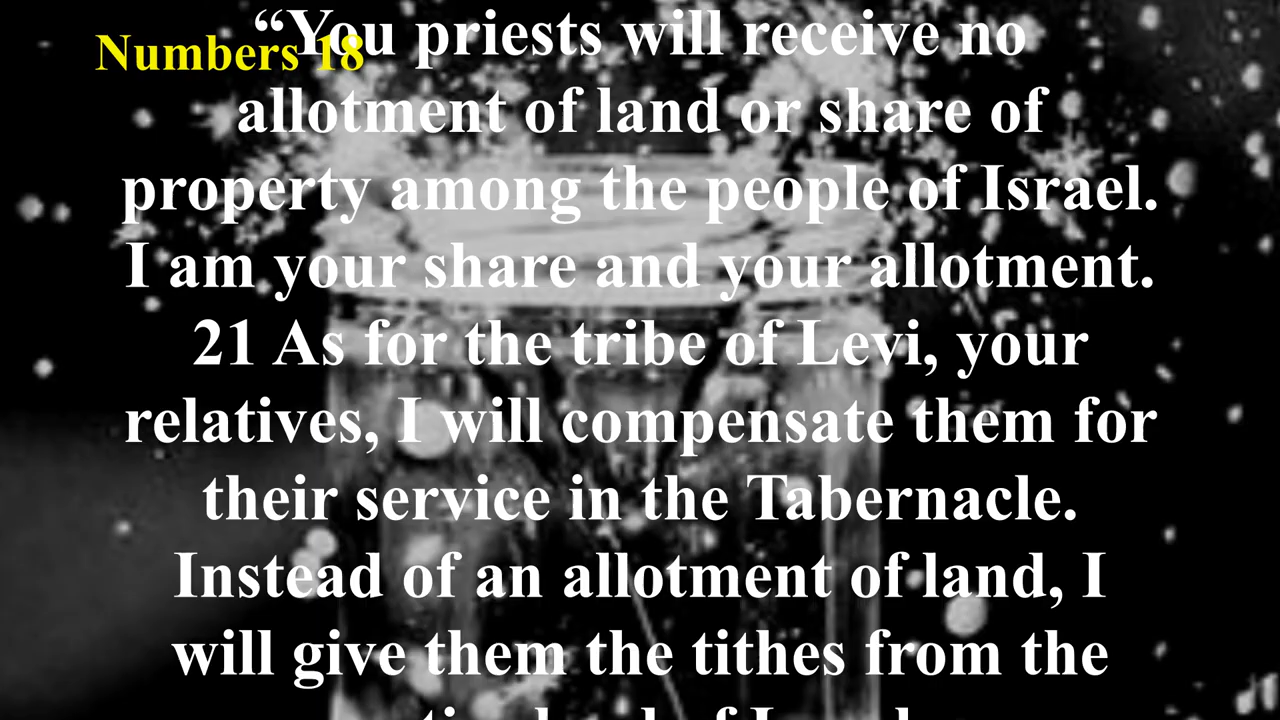 Numbers 18
“You priests will receive no
allotment of land or share of
property among the people of Israel.
I am your share and your allotment.
21 As for the tribe of Levi, your
relatives, I will compensate them for
their service in the Tabernacle.
Instead of an allotment of land, I
will give them the tithes from the